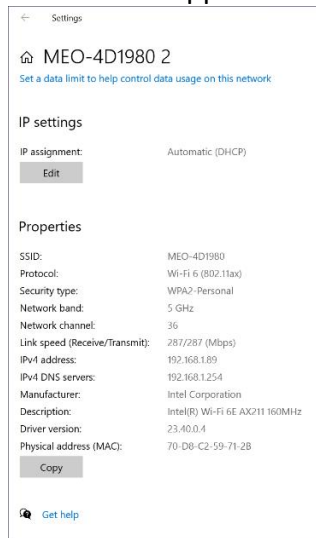 Settings
MEO-4D1980 2
Set a data limit to help control data usage on this network
IP settings
IP assignment: Automatic (DHCP)
Edit
Properties
SSID: MEO-4D1980
Protocol: Wi-Fi 6 (802.11ax)
Security type: WPA2-Personal
Network band: 5 GHz
Network channel: 36
Link speed (Receive/Transmit): 287/287 (Mbps)
IPv4 address: 192.168.1.89
IPv4 DNS servers: 192.168.1.254
Manufacturer: Intel Corporation
Description: Intel(R) Wi-Fi 6E AX211 160MHz
Driver version: 23.40.0.4
Physical address (MAC): 70-D8-C2-59-71-2B
Copy
Get help